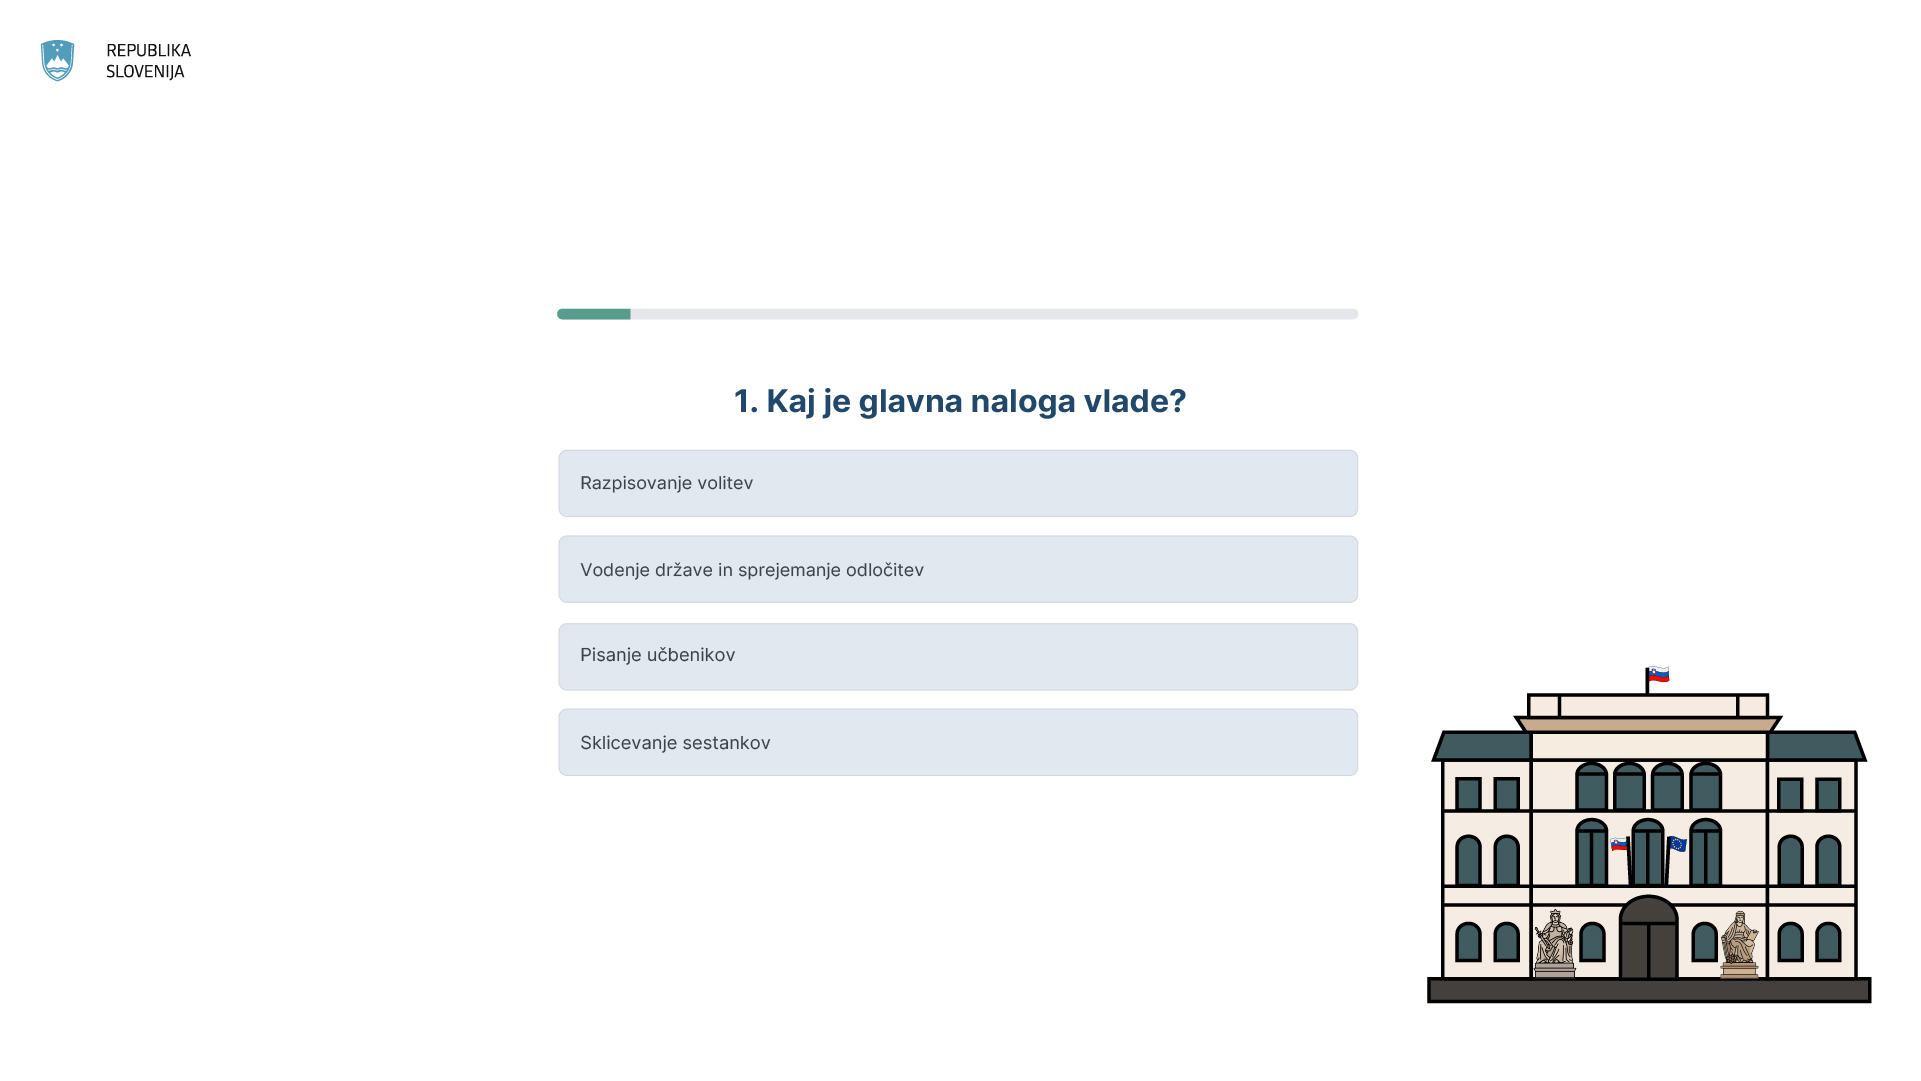 REPUBLIKA
SLOVENIJA
1. Kaj je glavna naloga vlade?
Razpisovanje volitev
Vodenje države in sprejemanje odločitev
Pisanje učbenikov
Sklicevanje sestankov